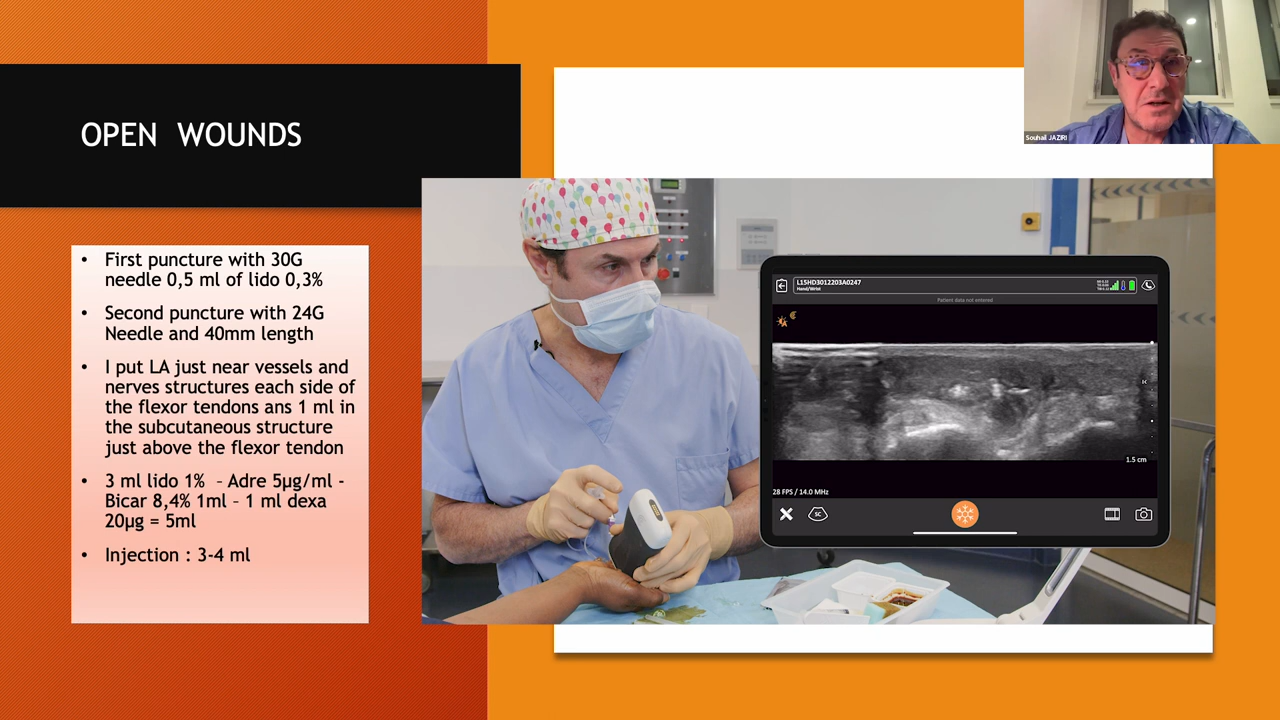 OPEN WOUNDS
• First puncture with 30G
needle 0,5 ml of lido 0,3%
• Second puncture with 24G
Needle and 40mm length
• I put LA just near vessels and
nerves structures each side of
the flexor tendons ans 1 ml in
the subcutaneous structure
just above the flexor tendon
• 3 ml lido 1% - Adre 5µg/ml -
Bicar 8,4% 1ml - 1 ml dexa
20µg = 5ml
• Injection : 3-4 ml
Souhail JAZIRI
L15HD3012203A0247
Hand/Wrist
Patient data not entered
1.5 cm
28 FPS / 14.0 MHz
SC